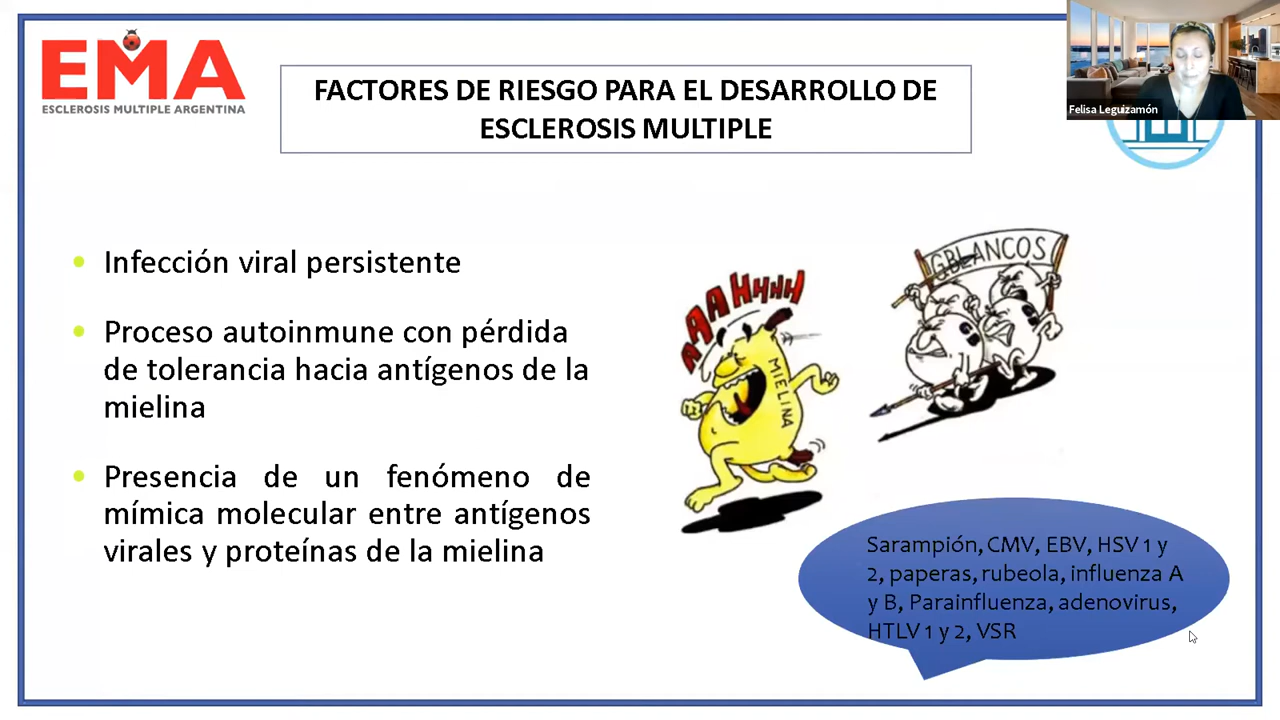 EMA
ESCLEROSIS MULTIPLE ARGENTINA
FACTORES DE RIESGO PARA EL DESARROLLO DE
ESCLEROSIS MULTIPLE
Felisa Leguizamón
• Infección viral persistente
• Proceso autoinmune con pérdida
de tolerancia hacia antígenos de la
mielina
• Presencia de un fenómeno de
mímica molecular entre antígenos
virales y proteínas de la mielina
AAAHHHH
MIELINA
GBLANCOS
Sarampión, CMV, EBV, HSV 1 y
2, paperas, rubeola, influenza A
y B, Parainfluenza, adenovirus,
HTLV 1 y 2, VSR